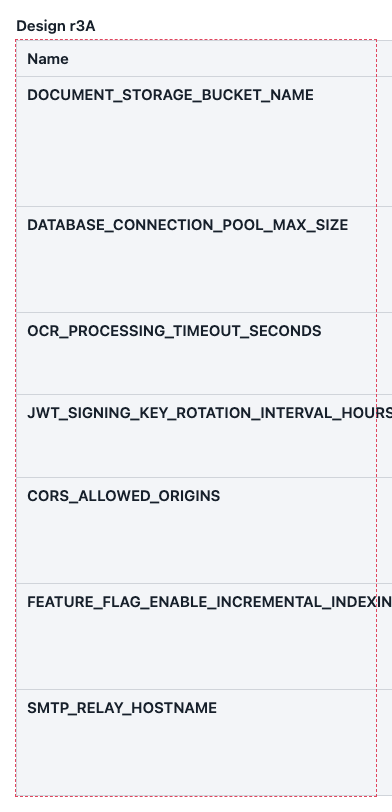 Design r3A
Name
DOCUMENT_STORAGE_BUCKET_NAME
DATABASE_CONNECTION_POOL_MAX_SIZE
OCR_PROCESSING_TIMEOUT_SECONDS
JWT_SIGNING_KEY_ROTATION_INTERVAL_HOURS
CORS_ALLOWED_ORIGINS
FEATURE_FLAG_ENABLE_INCREMENTAL_INDEXIN
SMTP_RELAY_HOSTNAME